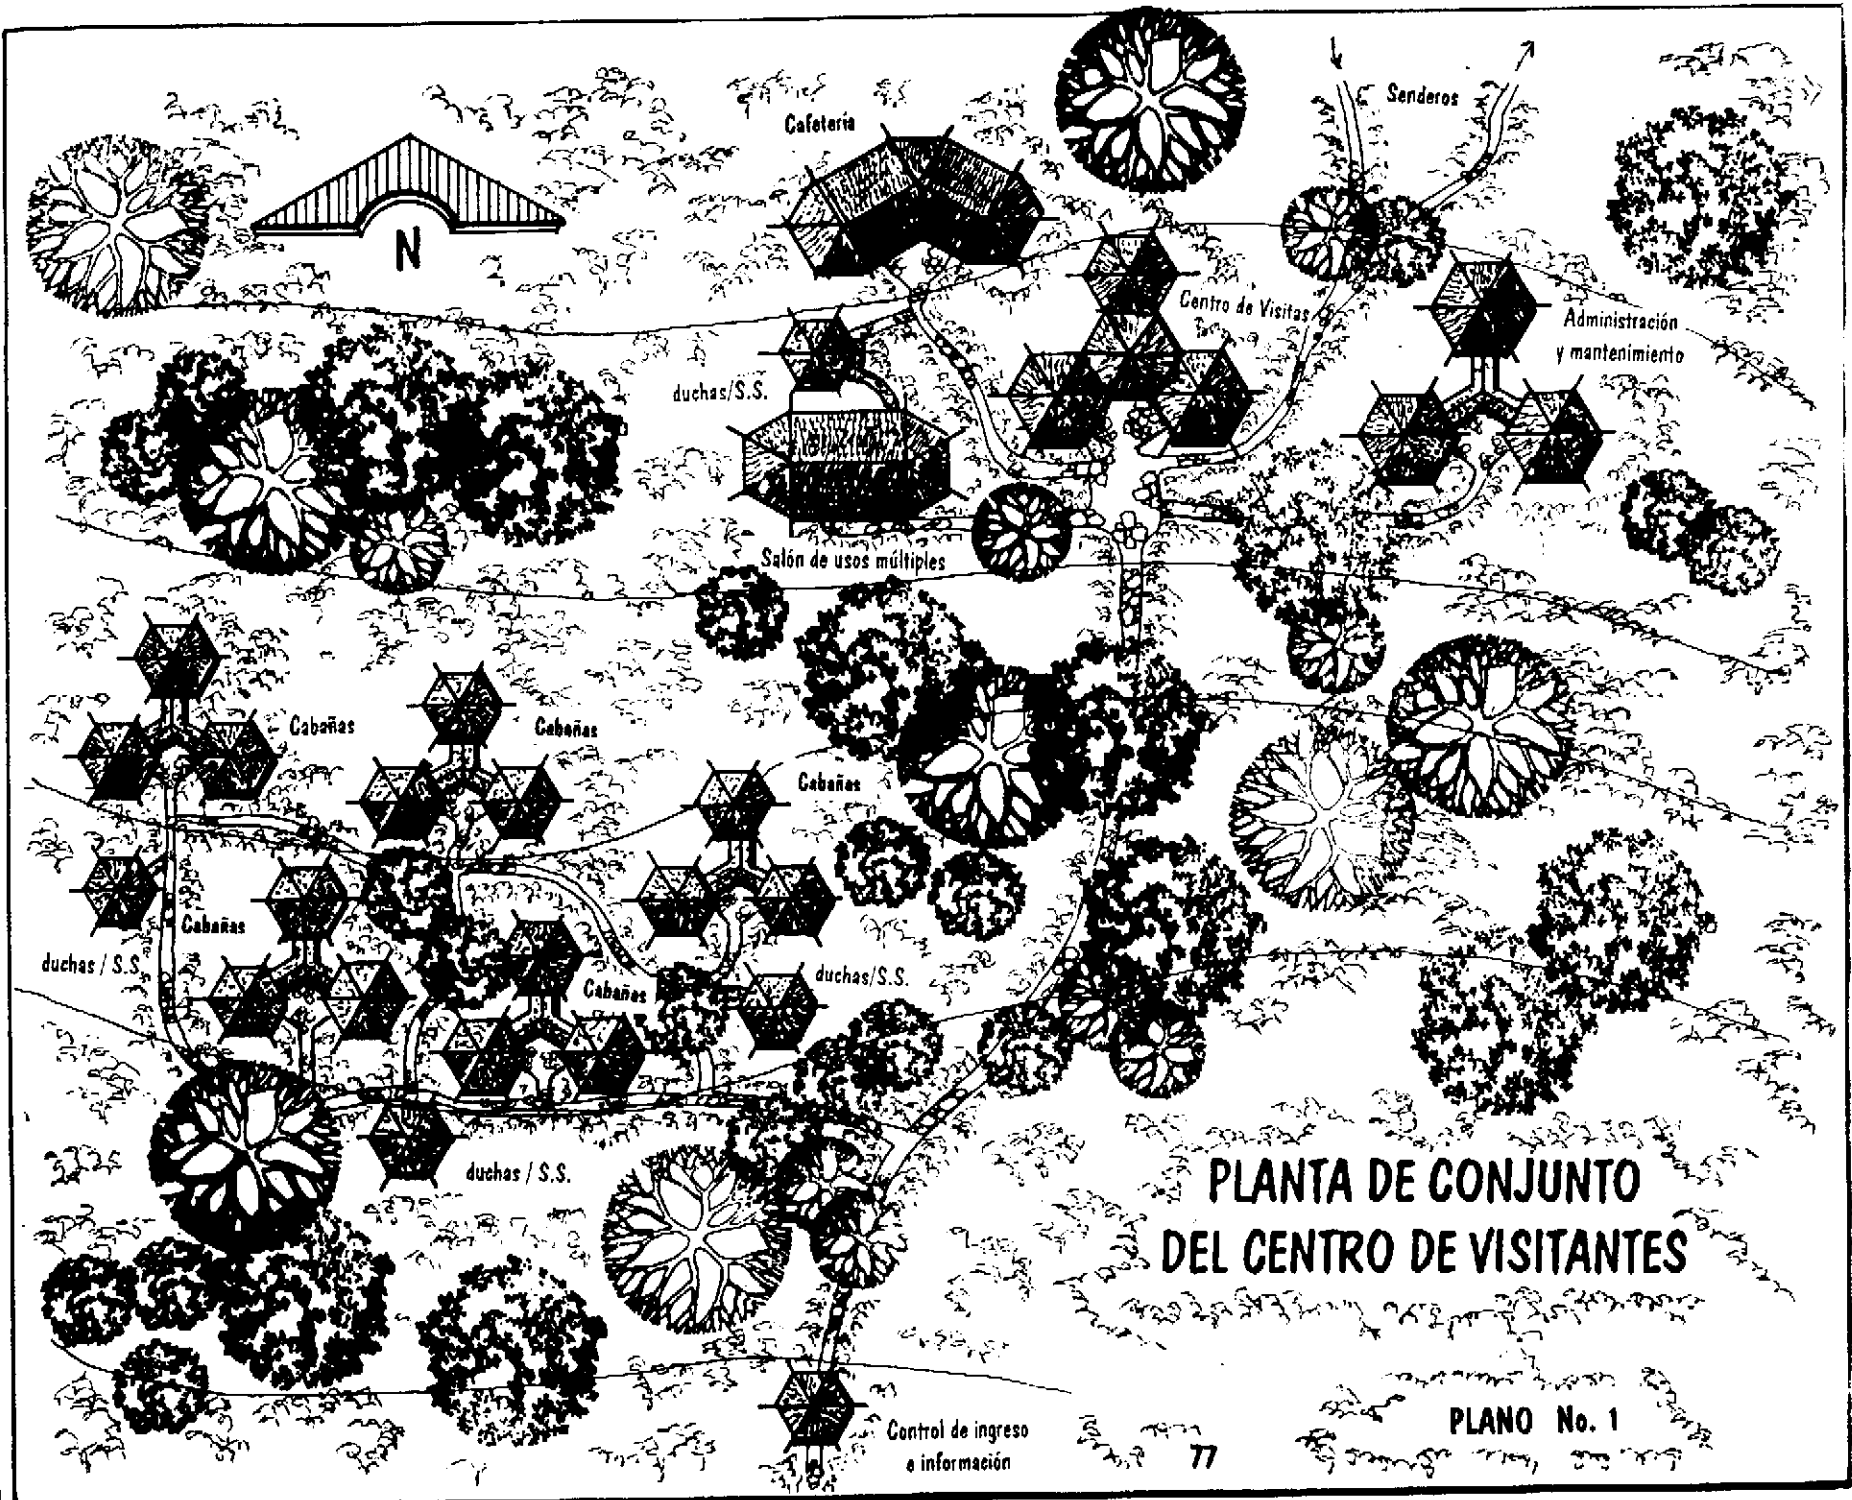 Senderos
Cafetería
N
Centro de Visitas
Administración
y mantenimiento
duchas/S.S.
Salón de usos múltiples
Cabañas
Cabañas
Cabañas
Cabañas
duchas / S.S.
Cabañas
duchas/S.S.
duchas / S.S.
PLANTA DE CONJUNTO
DEL CENTRO DE VISITANTES
Control de ingreso
e información
77
PLANO No. 1